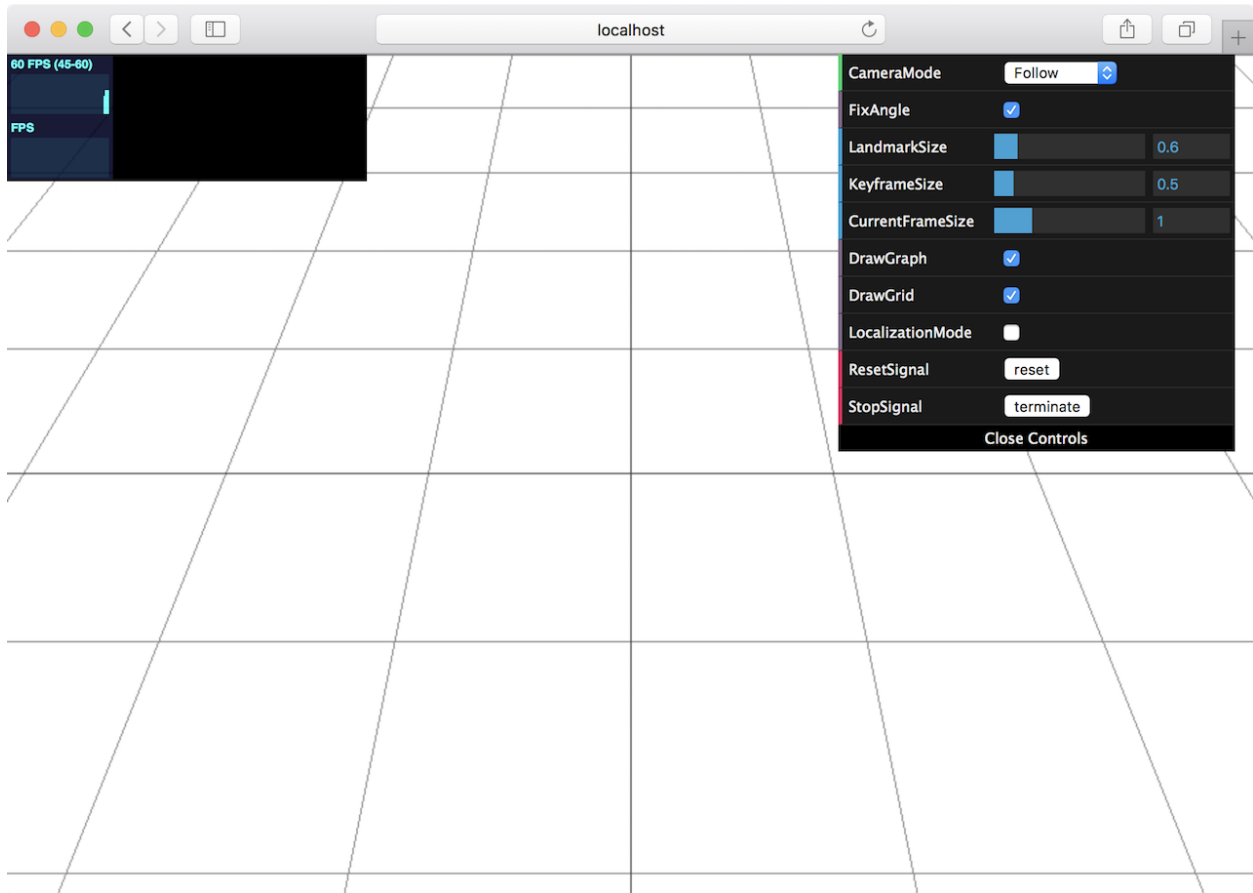 localhost
60 FPS (45-60)
FPS
CameraMode Follow
FixAngle
LandmarkSize 0.6
KeyframeSize 0.5
CurrentFrameSize 1
DrawGraph
DrawGrid
LocalizationMode
ResetSignal reset
StopSignal terminate
Close Controls